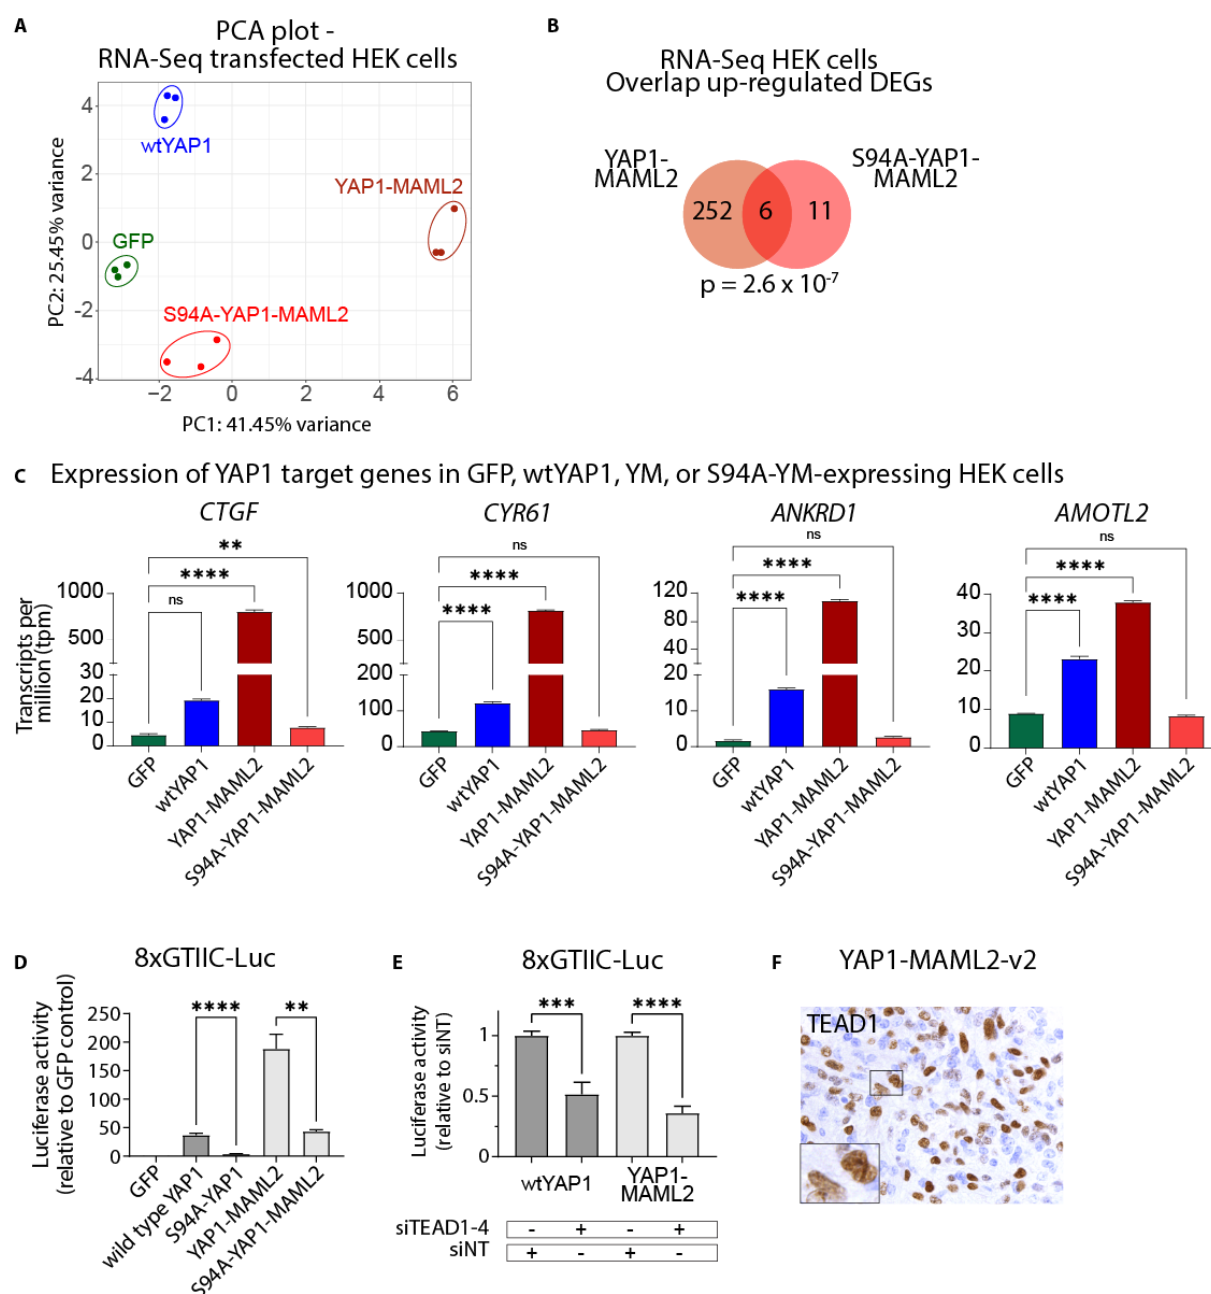 A
PCA plot -
RNA-Seq transfected HEK cells
4
2
0
-2
-4
PC2: 25.45% variance
wtYAP1
YAP1-MAML2
GFP
S94A-YAP1-MAML2
−2
0
2
4
6
PC1: 41.45% variance
B
RNA-Seq HEK cells
Overlap up-regulated DEGs
YAP1-
MAML2
S94A-YAP1-
MAML2
252
6
11
p = 2.6 x 10-7
C Expression of YAP1 target genes in GFP, wtYAP1, YM, or S94A-YM-expressing HEK cells
CTGF
**
****
ns
Transcripts per
million (tpm)
1000
500
30
20
10
0
GFP
wtYAP1
YAP1-MAML2
S94A-YAP1-MAML2
CYR61
ns
****
****
1000
500
200
100
0
GFP
wtYAP1
YAP1-MAML2
S94A-YAP1-MAML2
ANKRD1
ns
****
****
120
80
40
20
10
0
GFP
wtYAP1
YAP1-MAML2
S94A-YAP1-MAML2
AMOTL2
ns
****
****
40
30
20
10
0
GFP
wtYAP1
YAP1-MAML2
S94A-YAP1-MAML2
D
8xGTIIC-Luc
Luciferase activity
(relative to GFP control)
250
200
150
100
50
0
****
**
GFP
wild type YAP1
S94A-YAP1
YAP1-MAML2
S94A-YAP1-MAML2
E
8xGTIIC-Luc
Luciferase activity
(relative to siNT)
1
0.5
0
***
****
wtYAP1
YAP1-
MAML2
siTEAD1-4 - + - +
siNT + - + -
F
YAP1-MAML2-v2
TEAD1